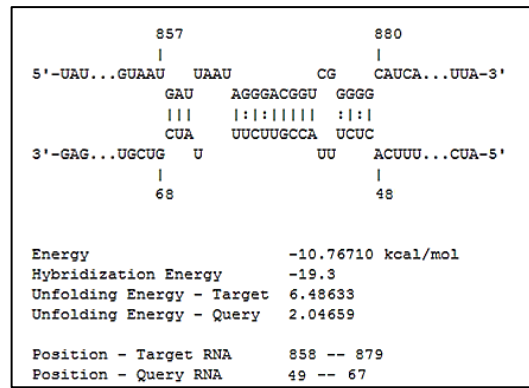 857 880
| |
5'-UAU...GUAAU UAAU CG CAUCA...UUA-3'
GAU AGGGACGGU GGGG
||| |:|:||||| :|:|
CUA UUCUUGCCA UCUC
3'-GAG...UGCUG U UU ACUUU...CUA-5'
| |
68 48
Energy -10.76710 kcal/mol
Hybridization Energy -19.3
Unfolding Energy - Target 6.48633
Unfolding Energy - Query 2.04659
Position - Target RNA 858 -- 879
Position - Query RNA 49 -- 67